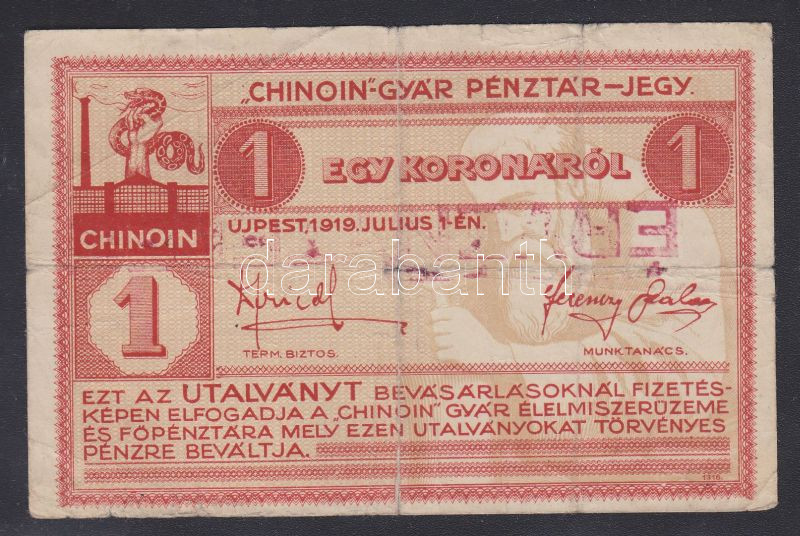 „CHINOIN”-GYÁR PÉNZTÁR-JEGY.
1 EGY KORONÁRÓL 1
CHINOIN
UJPEST, 1919. JULIUS 1-ÉN.
darabanth
1
TERM. BIZTOS. MUNK.TANÁCS.
EZT AZ UTALVÁNYT BEVÁSÁRLÁSOKNÁL FIZETÉS-
KÉPEN ELFOGADJA A „CHINOIN” GYÁR ÉLELMISZERÜZEME
ÉS FŐPÉNZTÁRA MELY EZEN UTALVÁNYOKAT TÖRVÉNYES
PÉNZRE BEVÁLTJA.
1316.